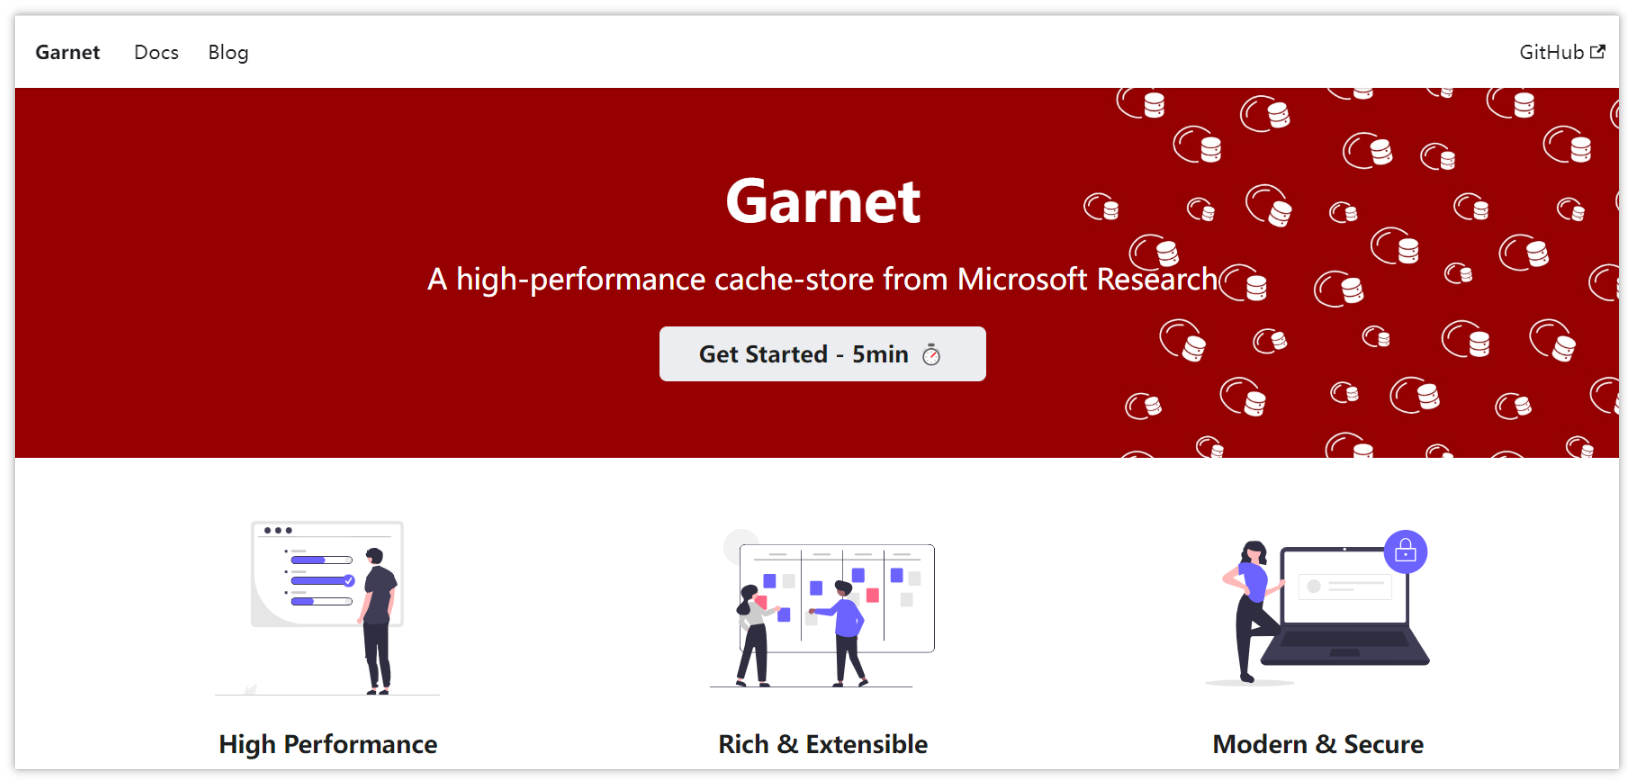 Garnet Docs Blog GitHub
Garnet
A high-performance cache-store from Microsoft Research
Get Started - 5min ⏱️
High Performance Rich & Extensible Modern & Secure